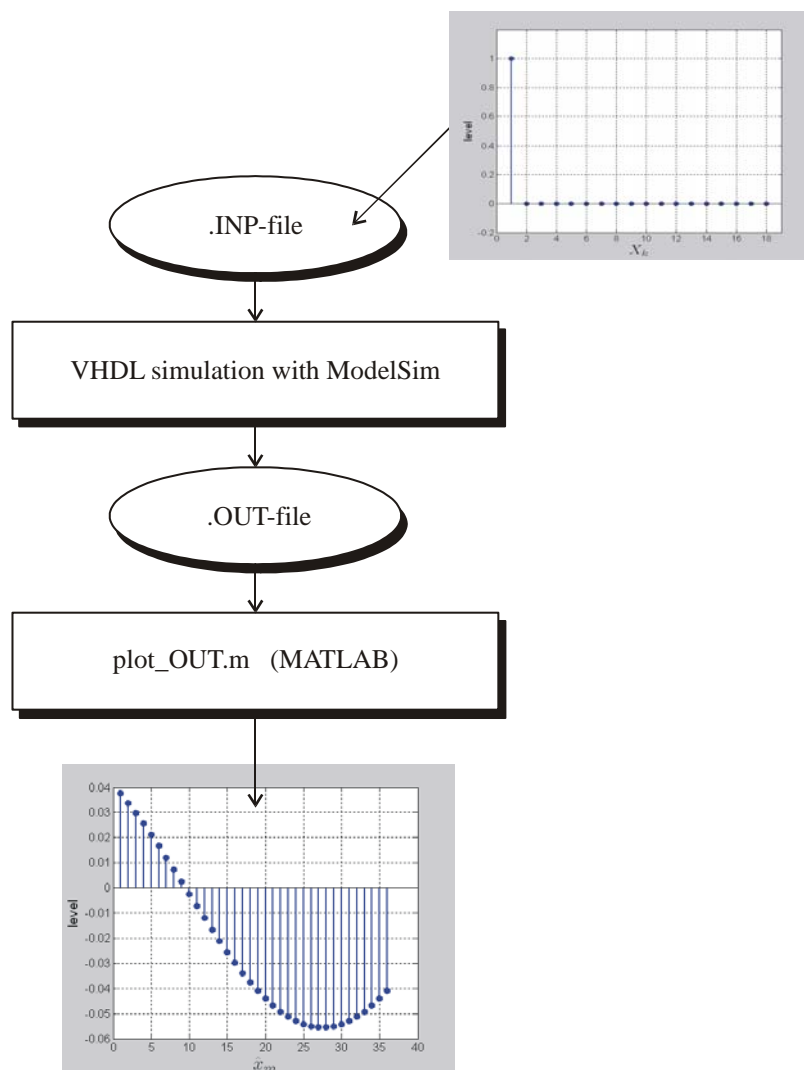 1
0.8
0.6
0.4
0.2
0
-0.2
level
0 2 4 6 8 10 12 14 16 18
X_k
.INP-file
VHDL simulation with ModelSim
.OUT-file
plot_OUT.m (MATLAB)
0.04
0.03
0.02
0.01
0
-0.01
-0.02
-0.03
-0.04
-0.05
-0.06
level
0 5 10 15 20 25 30 35 40
x̂_m